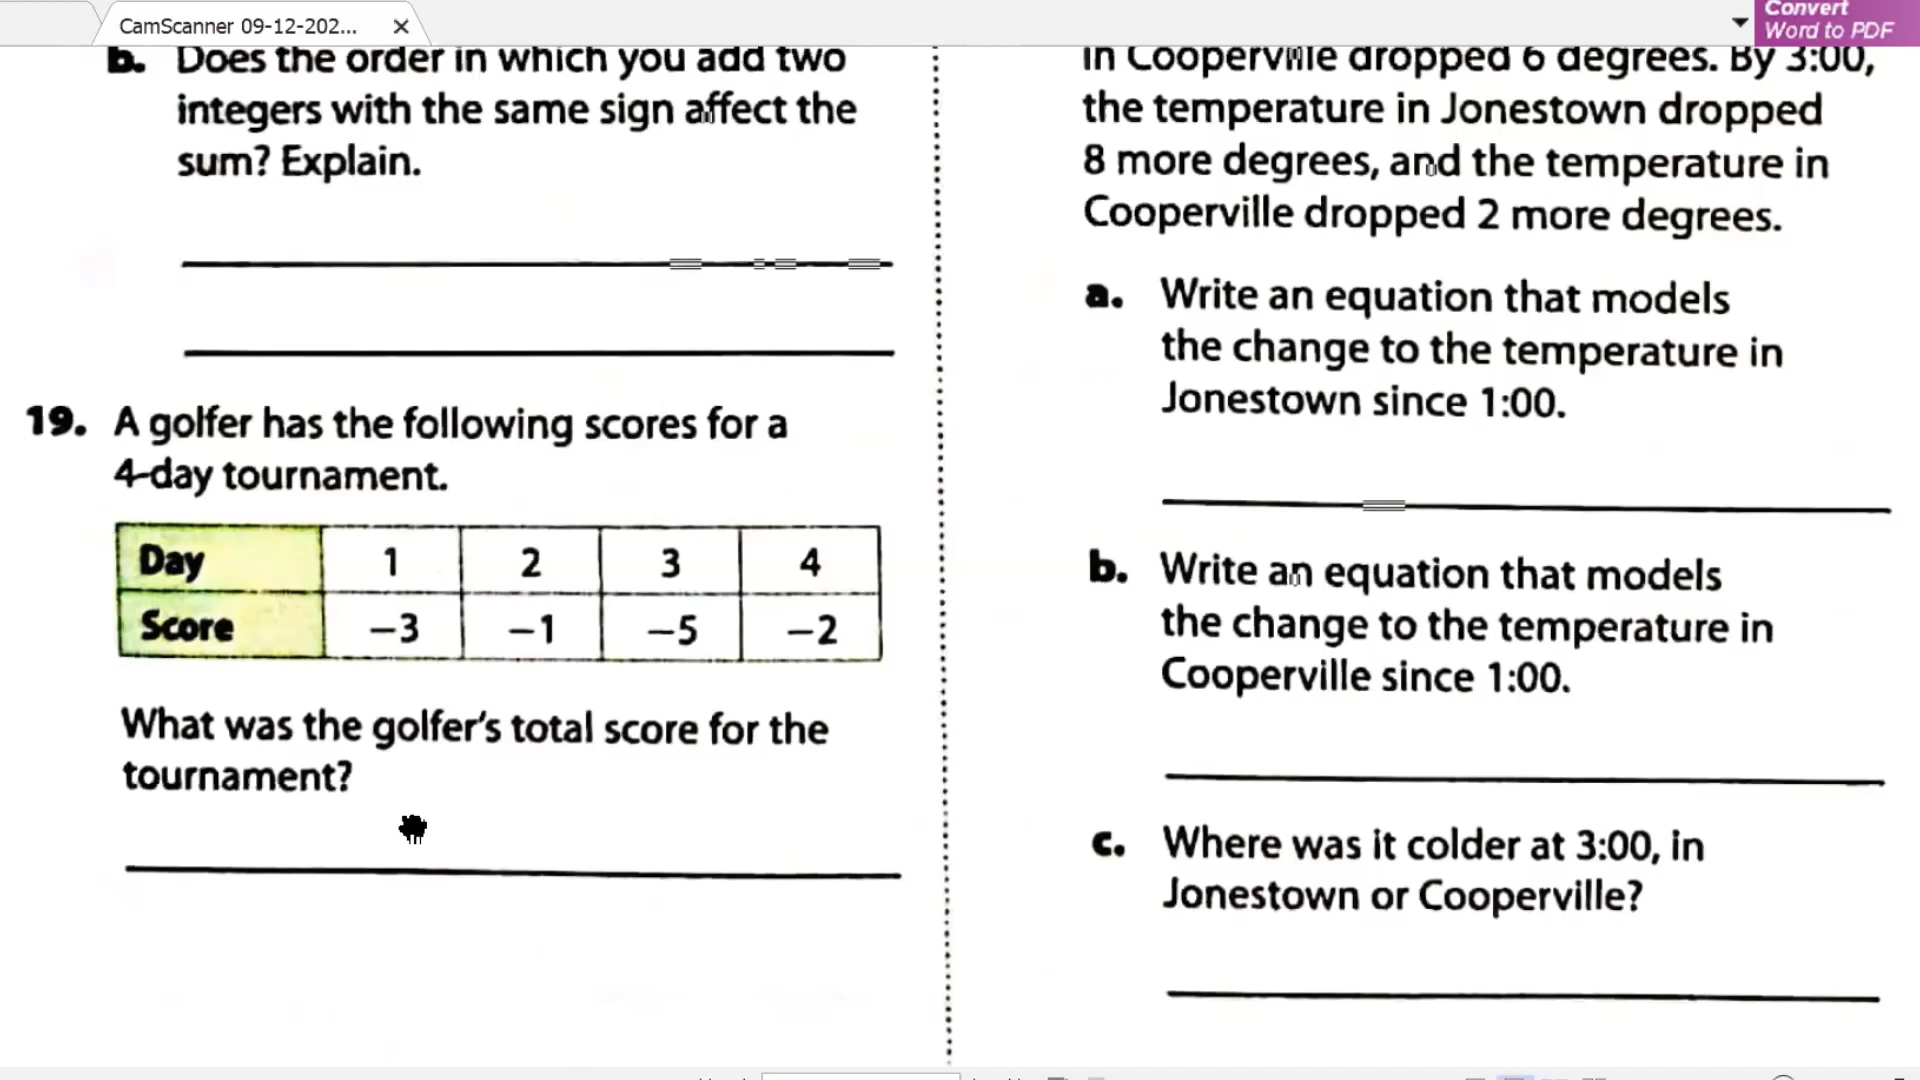 CamScanner 09-12-202...
Convert
Word to PDF
b. Does the order in which you add two
integers with the same sign affect the
sum? Explain.
19. A golfer has the following scores for a
4-day tournament.
Day 1 2 3 4
Score −3 −1 −5 −2
What was the golfer's total score for the
tournament?
in Cooperville dropped 6 degrees. By 3:00,
the temperature in Jonestown dropped
8 more degrees, and the temperature in
Cooperville dropped 2 more degrees.
a. Write an equation that models
the change to the temperature in
Jonestown since 1:00.
b. Write an equation that models
the change to the temperature in
Cooperville since 1:00.
c. Where was it colder at 3:00, in
Jonestown or Cooperville?